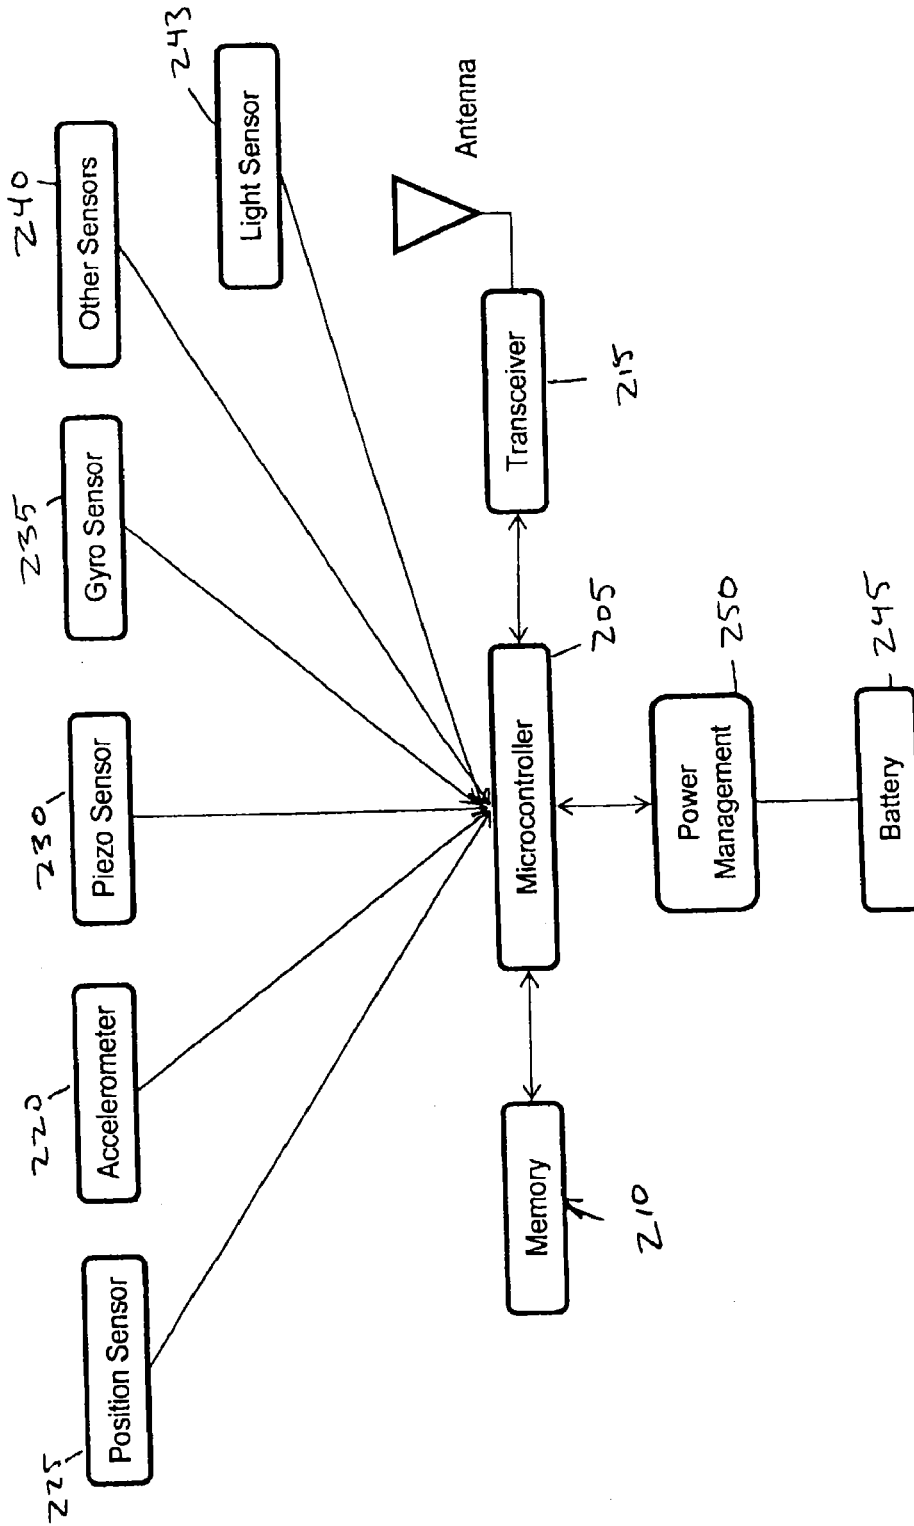 225
Position Sensor
220
Accelerometer
230
Piezo Sensor
235
Gyro Sensor
240
Other Sensors
243
Light Sensor
Antenna
Memory
210
Microcontroller
205
Transceiver
215
Power
Management
250
Battery
245